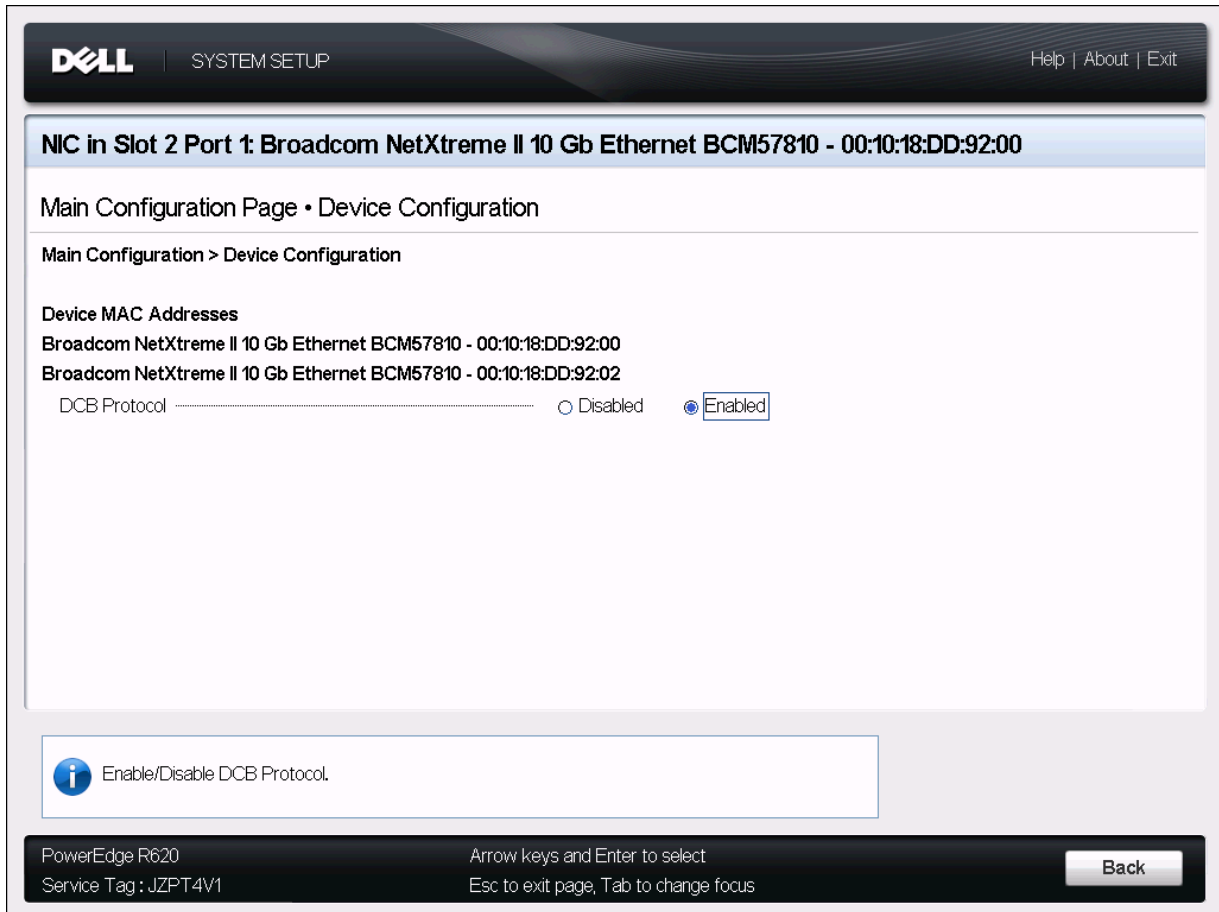 DELL SYSTEM SETUP Help | About | Exit
NIC in Slot 2 Port 1: Broadcom NetXtreme II 10 Gb Ethernet BCM57810 - 00:10:18:DD:92:00
Main Configuration Page • Device Configuration
Main Configuration > Device Configuration
Device MAC Addresses
Broadcom NetXtreme II 10 Gb Ethernet BCM57810 - 00:10:18:DD:92:00
Broadcom NetXtreme II 10 Gb Ethernet BCM57810 - 00:10:18:DD:92:02
DCB Protocol Disabled Enabled
Enable/Disable DCB Protocol.
PowerEdge R620 Arrow keys and Enter to select
Service Tag : JZPT4V1 Esc to exit page, Tab to change focus
Back